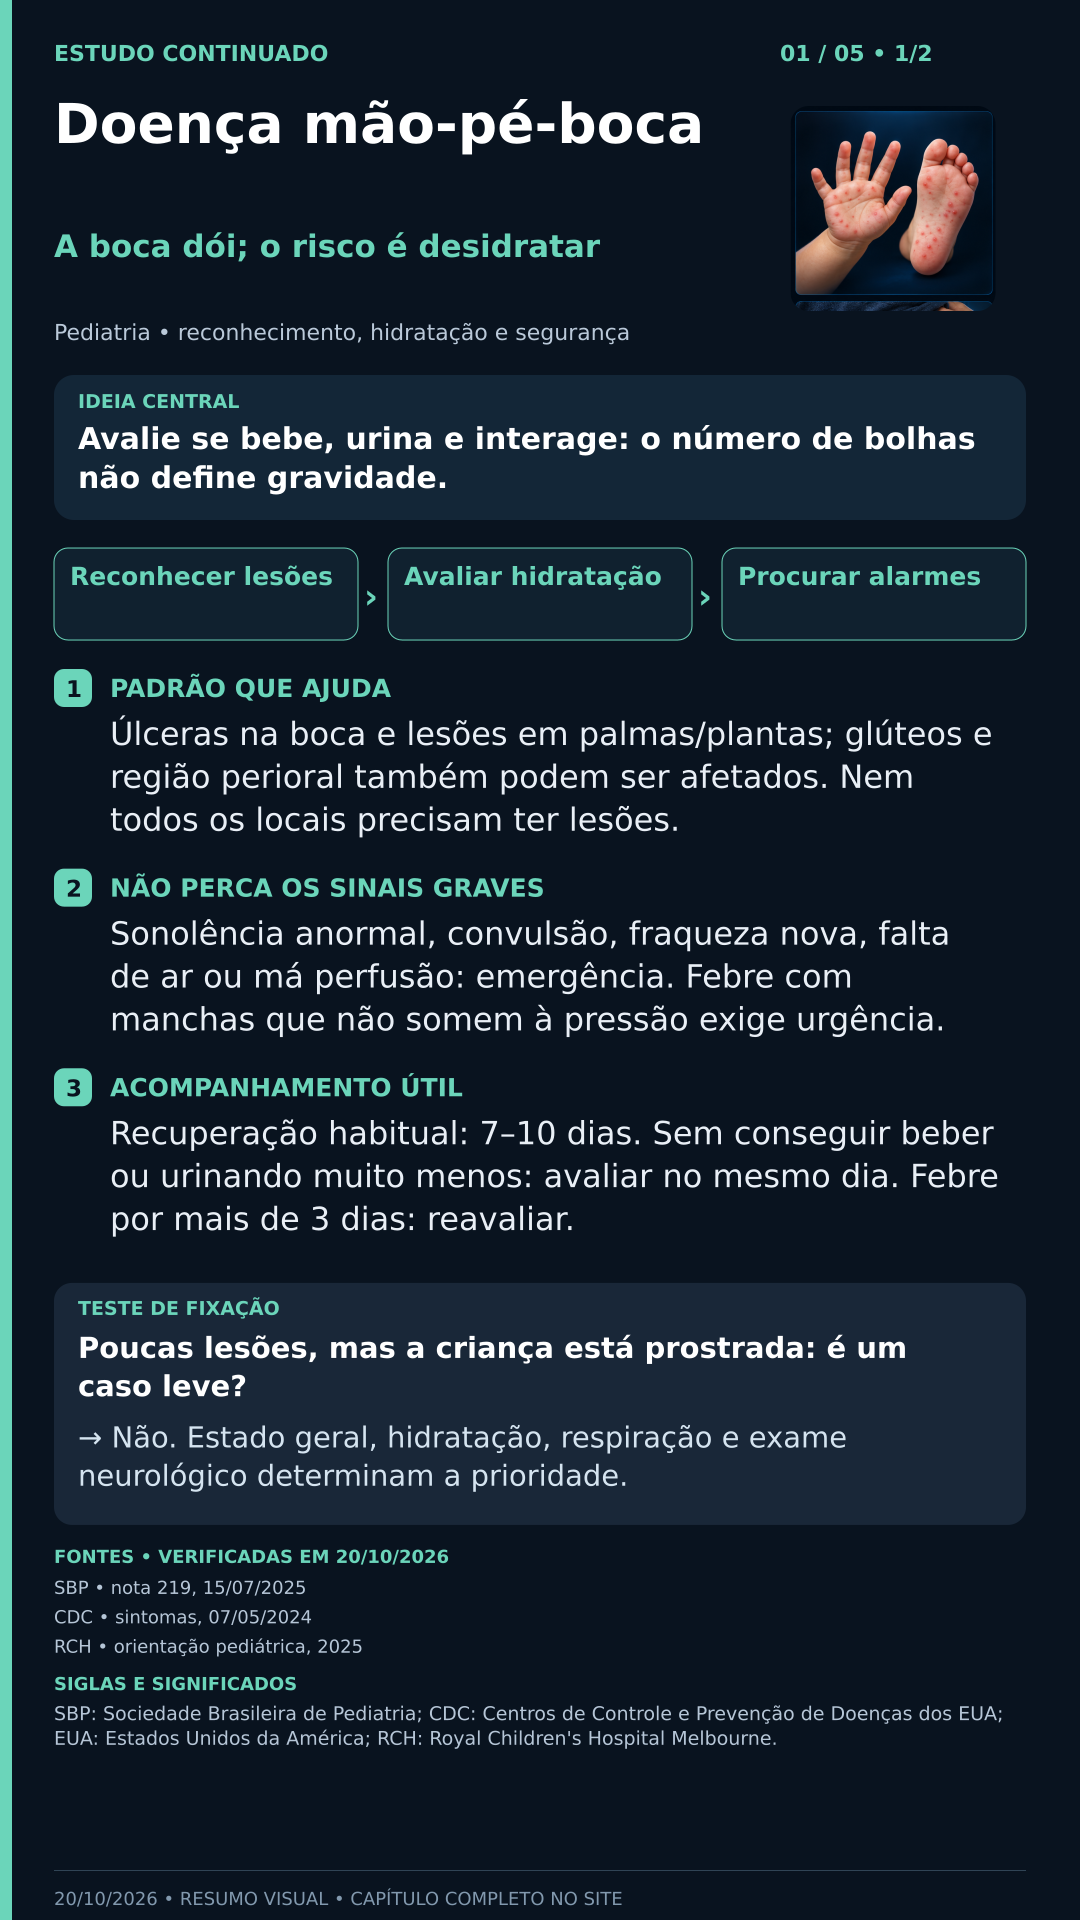 ESTUDO CONTINUADO
01 / 05 • 1/2
Doença mão-pé-boca
A boca dói; o risco é desidratar
Pediatria • reconhecimento, hidratação e segurança
IDEIA CENTRAL
Avalie se bebe, urina e interage: o número de bolhas
não define gravidade.
Reconhecer lesões
›
Avaliar hidratação
›
Procurar alarmes
1
PADRÃO QUE AJUDA
Úlceras na boca e lesões em palmas/plantas; glúteos e
região perioral também podem ser afetados. Nem
todos os locais precisam ter lesões.
2
NÃO PERCA OS SINAIS GRAVES
Sonolência anormal, convulsão, fraqueza nova, falta
de ar ou má perfusão: emergência. Febre com
manchas que não somem à pressão exige urgência.
3
ACOMPANHAMENTO ÚTIL
Recuperação habitual: 7–10 dias. Sem conseguir beber
ou urinando muito menos: avaliar no mesmo dia. Febre
por mais de 3 dias: reavaliar.
TESTE DE FIXAÇÃO
Poucas lesões, mas a criança está prostrada: é um
caso leve?
→ Não. Estado geral, hidratação, respiração e exame
neurológico determinam a prioridade.
FONTES • VERIFICADAS EM 20/10/2026
SBP • nota 219, 15/07/2025
CDC • sintomas, 07/05/2024
RCH • orientação pediátrica, 2025
SIGLAS E SIGNIFICADOS
SBP: Sociedade Brasileira de Pediatria; CDC: Centros de Controle e Prevenção de Doenças dos EUA;
EUA: Estados Unidos da América; RCH: Royal Children's Hospital Melbourne.
20/10/2026 • RESUMO VISUAL • CAPÍTULO COMPLETO NO SITE